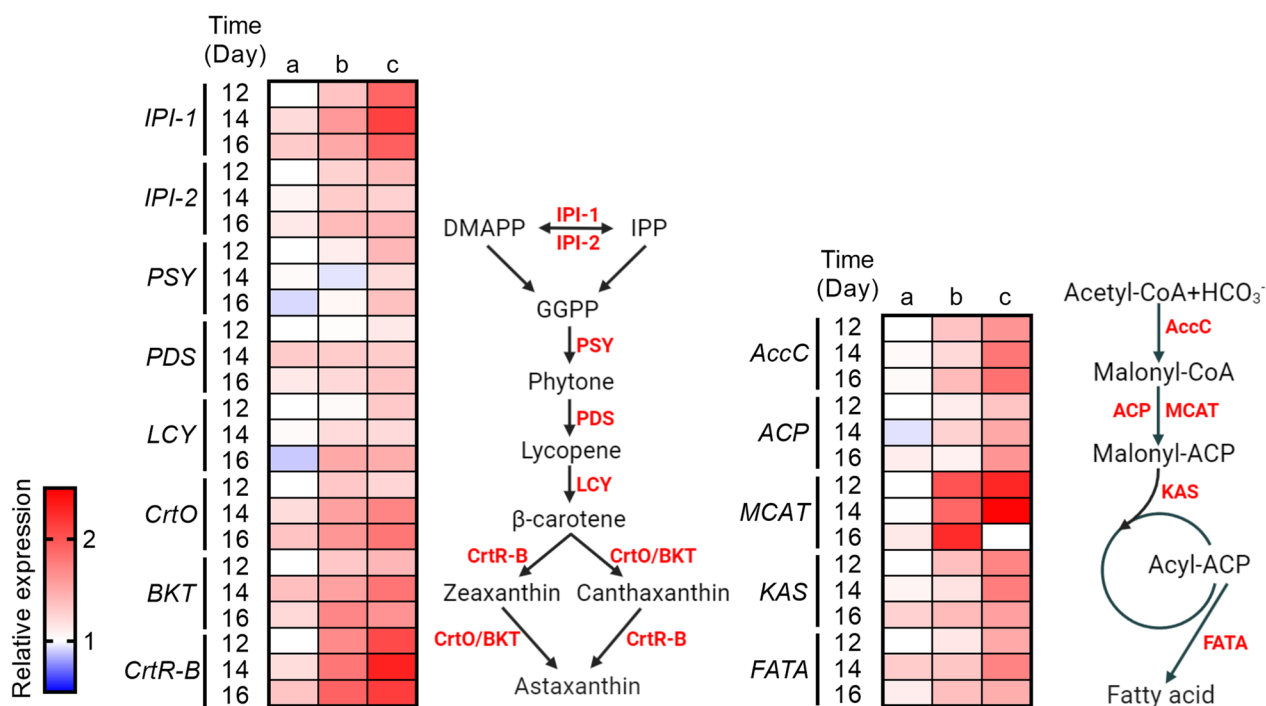 Time
(Day)
a b c
IPI-1
12
14
16
IPI-2
12
14
16
PSY
12
14
16
PDS
12
14
16
LCY
12
14
16
CrtO
12
14
16
BKT
12
14
16
CrtR-B
12
14
16
Relative expression
2
1
DMAPP IPI-1 IPP
IPI-2
GGPP
PSY
Phytone
PDS
Lycopene
LCY
β-carotene
CrtR-B CrtO/BKT
Zeaxanthin Canthaxanthin
CrtO/BKT CrtR-B
Astaxanthin
Time
(Day)
a b c
AccC
12
14
16
ACP
12
14
16
MCAT
12
14
16
KAS
12
14
16
FATA
12
14
16
Acetyl-CoA+HCO₃⁻
AccC
Malonyl-CoA
ACP MCAT
Malonyl-ACP
KAS
Acyl-ACP
FATA
Fatty acid